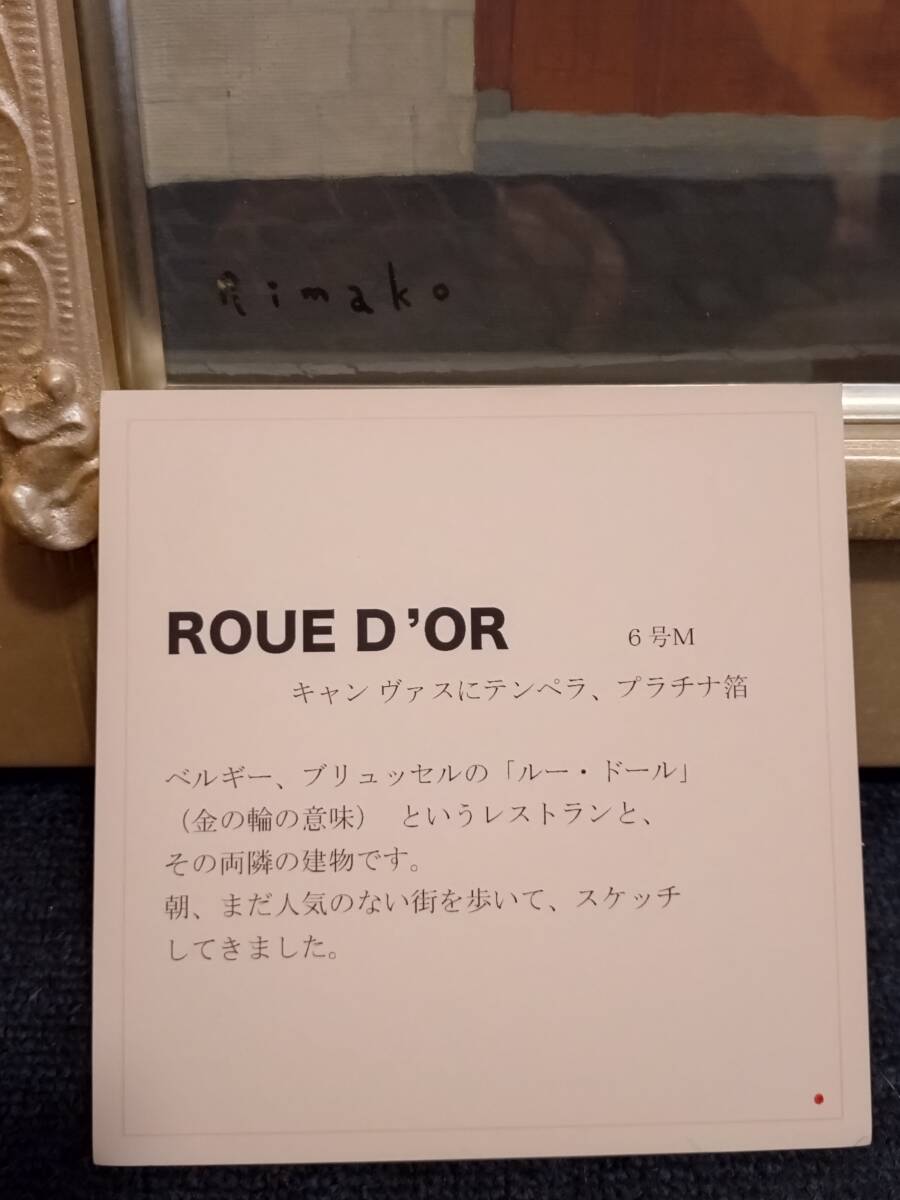 Rimako
ROUE D'OR 6号M
キャンヴァスにテンペラ、プラチナ箔
ベルギー、ブリュッセルの「ルー・ドール」
（金の輪の意味） というレストランと、
その両隣の建物です。
朝、まだ人気のない街を歩いて、スケッチ
してきました。